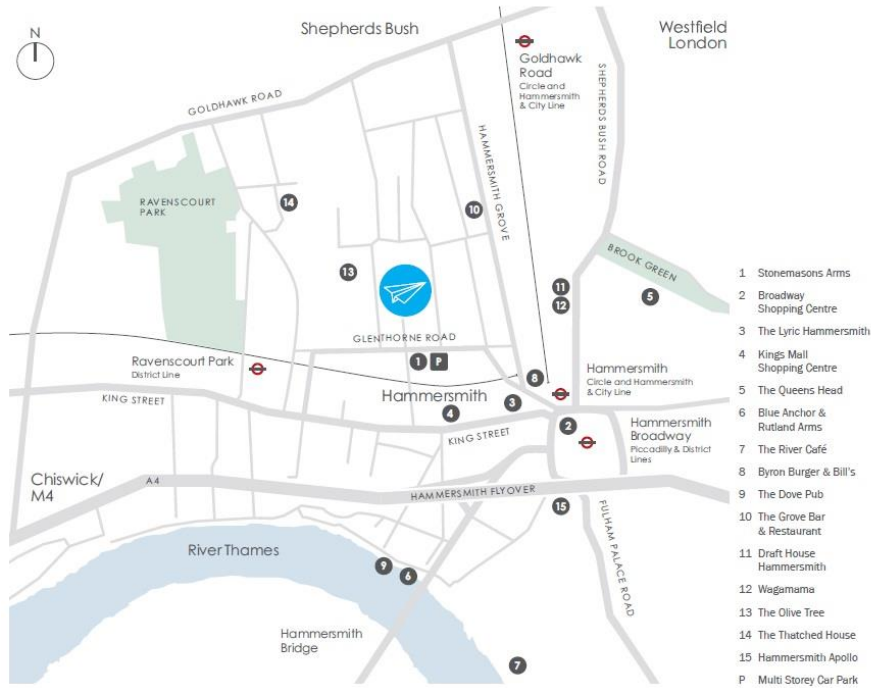 Shepherds Bush
Westfield
London
N
Goldhawk
Road
Circle and
Hammersmith
& City Line
GOLDHAWK ROAD
SHEPHERDS BUSH ROAD
HAMMERSMITH GROVE
RAVENSCOURT
PARK
14
10
BROOK GREEN
13
11
12
5
GLENTHORNE ROAD
Ravenscourt Park
District Line
1 P
8
Hammersmith
Circle and Hammersmith
& City Line
KING STREET
Hammersmith
3
4
2
Hammersmith
Broadway
Piccadilly & District
Lines
KING STREET
Chiswick/
M4
A4
HAMMERSMITH FLYOVER
15
FULHAM PALACE ROAD
River Thames
9
6
Hammersmith
Bridge
7
1 Stonemasons Arms
2 Broadway
Shopping Centre
3 The Lyric Hammersmith
4 Kings Mall
Shopping Centre
5 The Queens Head
6 Blue Anchor &
Rutland Arms
7 The River Café
8 Byron Burger & Bill's
9 The Dove Pub
10 The Grove Bar
& Restaurant
11 Draft House
Hammersmith
12 Wagamama
13 The Olive Tree
14 The Thatched House
15 Hammersmith Apollo
P Multi Storey Car Park